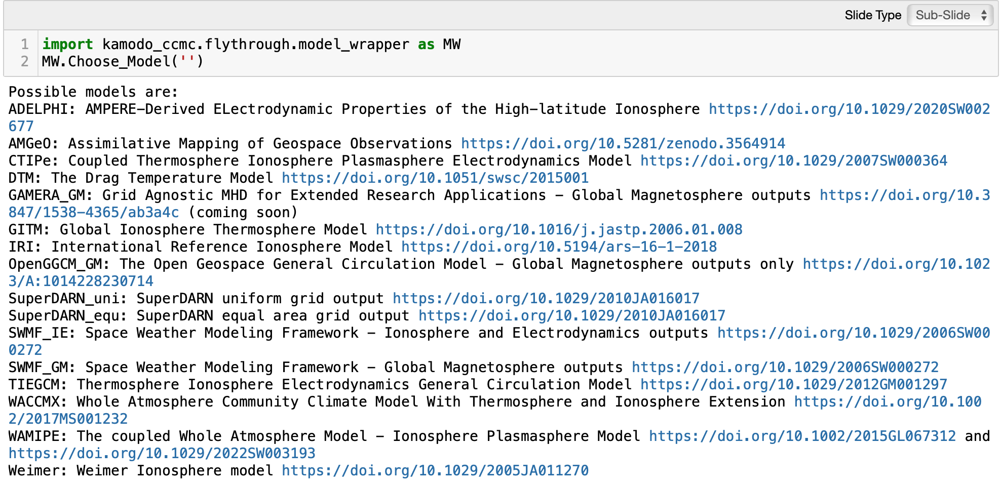 Slide Type Sub-Slide
1 import kamodo_ccmc.flythrough.model_wrapper as MW
2 MW.Choose_Model('')
Possible models are:
ADELPHI: AMPERE-Derived ELectrodynamic Properties of the High-latitude Ionosphere https://doi.org/10.1029/2020SW002
677
AMGeO: Assimilative Mapping of Geospace Observations https://doi.org/10.5281/zenodo.3564914
CTIPe: Coupled Thermosphere Ionosphere Plasmasphere Electrodynamics Model https://doi.org/10.1029/2007SW000364
DTM: The Drag Temperature Model https://doi.org/10.1051/swsc/2015001
GAMERA_GM: Grid Agnostic MHD for Extended Research Applications - Global Magnetosphere outputs https://doi.org/10.3
847/1538-4365/ab3a4c (coming soon)
GITM: Global Ionosphere Thermosphere Model https://doi.org/10.1016/j.jastp.2006.01.008
IRI: International Reference Ionosphere Model https://doi.org/10.5194/ars-16-1-2018
OpenGGCM_GM: The Open Geospace General Circulation Model - Global Magnetosphere outputs only https://doi.org/10.102
3/A:1014228230714
SuperDARN_uni: SuperDARN uniform grid output https://doi.org/10.1029/2010JA016017
SuperDARN_equ: SuperDARN equal area grid output https://doi.org/10.1029/2010JA016017
SWMF_IE: Space Weather Modeling Framework - Ionosphere and Electrodynamics outputs https://doi.org/10.1029/2006SW00
0272
SWMF_GM: Space Weather Modeling Framework - Global Magnetosphere outputs https://doi.org/10.1029/2006SW000272
TIEGCM: Thermosphere Ionosphere Electrodynamics General Circulation Model https://doi.org/10.1029/2012GM001297
WACCMX: Whole Atmosphere Community Climate Model With Thermosphere and Ionosphere Extension https://doi.org/10.100
2/2017MS001232
WAMIPE: The coupled Whole Atmosphere Model - Ionosphere Plasmasphere Model https://doi.org/10.1002/2015GL067312 and
https://doi.org/10.1029/2022SW003193
Weimer: Weimer Ionosphere model https://doi.org/10.1029/2005JA011270